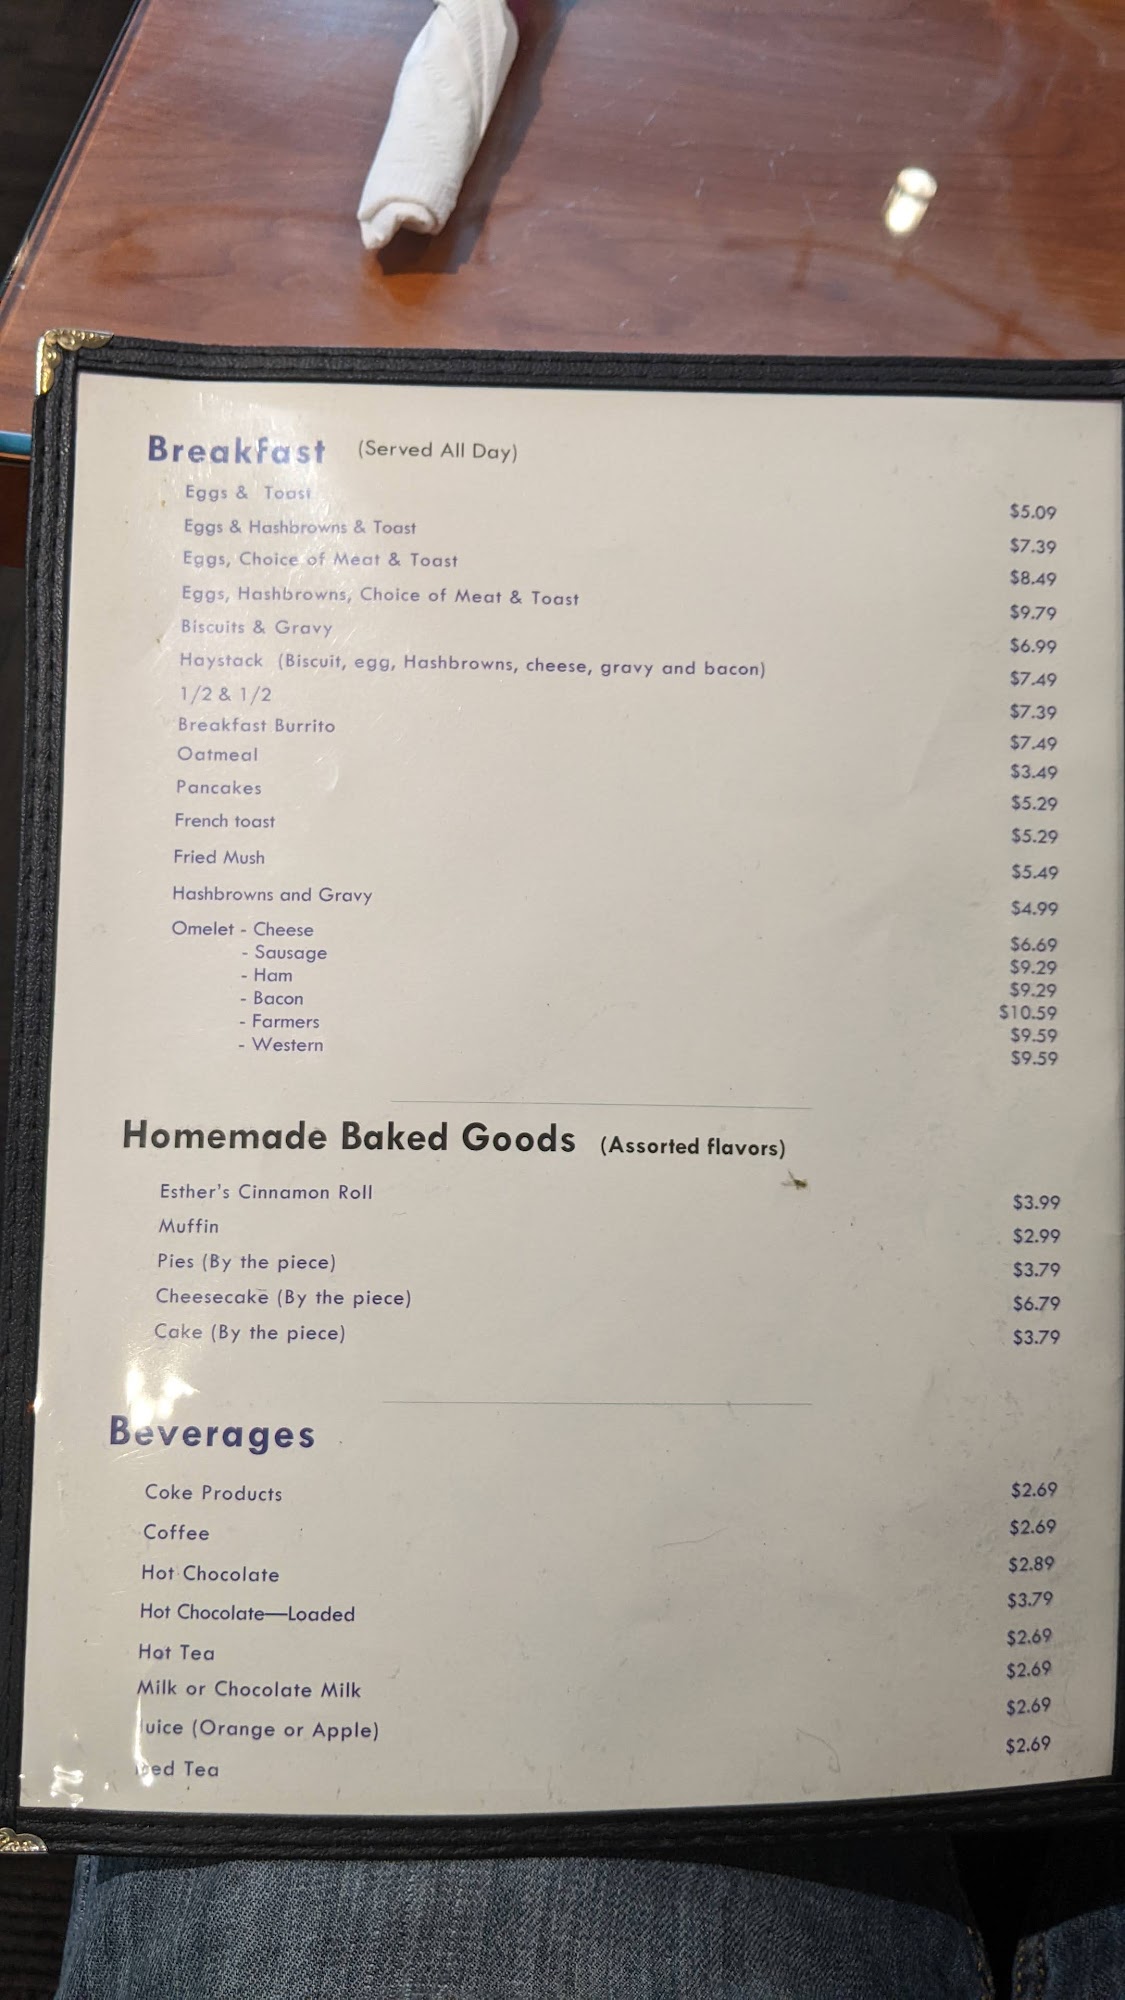 Breakfast (Served All Day)
Eggs & Toast $5.09
Eggs & Hashbrowns & Toast $7.39
Eggs, Choice of Meat & Toast $8.49
Eggs, Hashbrowns, Choice of Meat & Toast $9.79
Biscuits & Gravy $6.99
Haystack (Biscuit, egg, Hashbrowns, cheese, gravy and bacon) $7.49
1/2 & 1/2 $7.39
Breakfast Burrito $7.49
Oatmeal $3.49
Pancakes $5.29
French toast $5.29
Fried Mush $5.49
Hashbrowns and Gravy $4.99
Omelet - Cheese $6.69
- Sausage $9.29
- Ham $9.29
- Bacon $10.59
- Farmers $9.59
- Western $9.59
Homemade Baked Goods (Assorted flavors)
Esther's Cinnamon Roll $3.99
Muffin $2.99
Pies (By the piece) $3.79
Cheesecake (By the piece) $6.79
Cake (By the piece) $3.79
Beverages
Coke Products $2.69
Coffee $2.69
Hot Chocolate $2.89
Hot Chocolate—Loaded $3.79
Hot Tea $2.69
Milk or Chocolate Milk $2.69
Juice (Orange or Apple) $2.69
Iced Tea $2.69